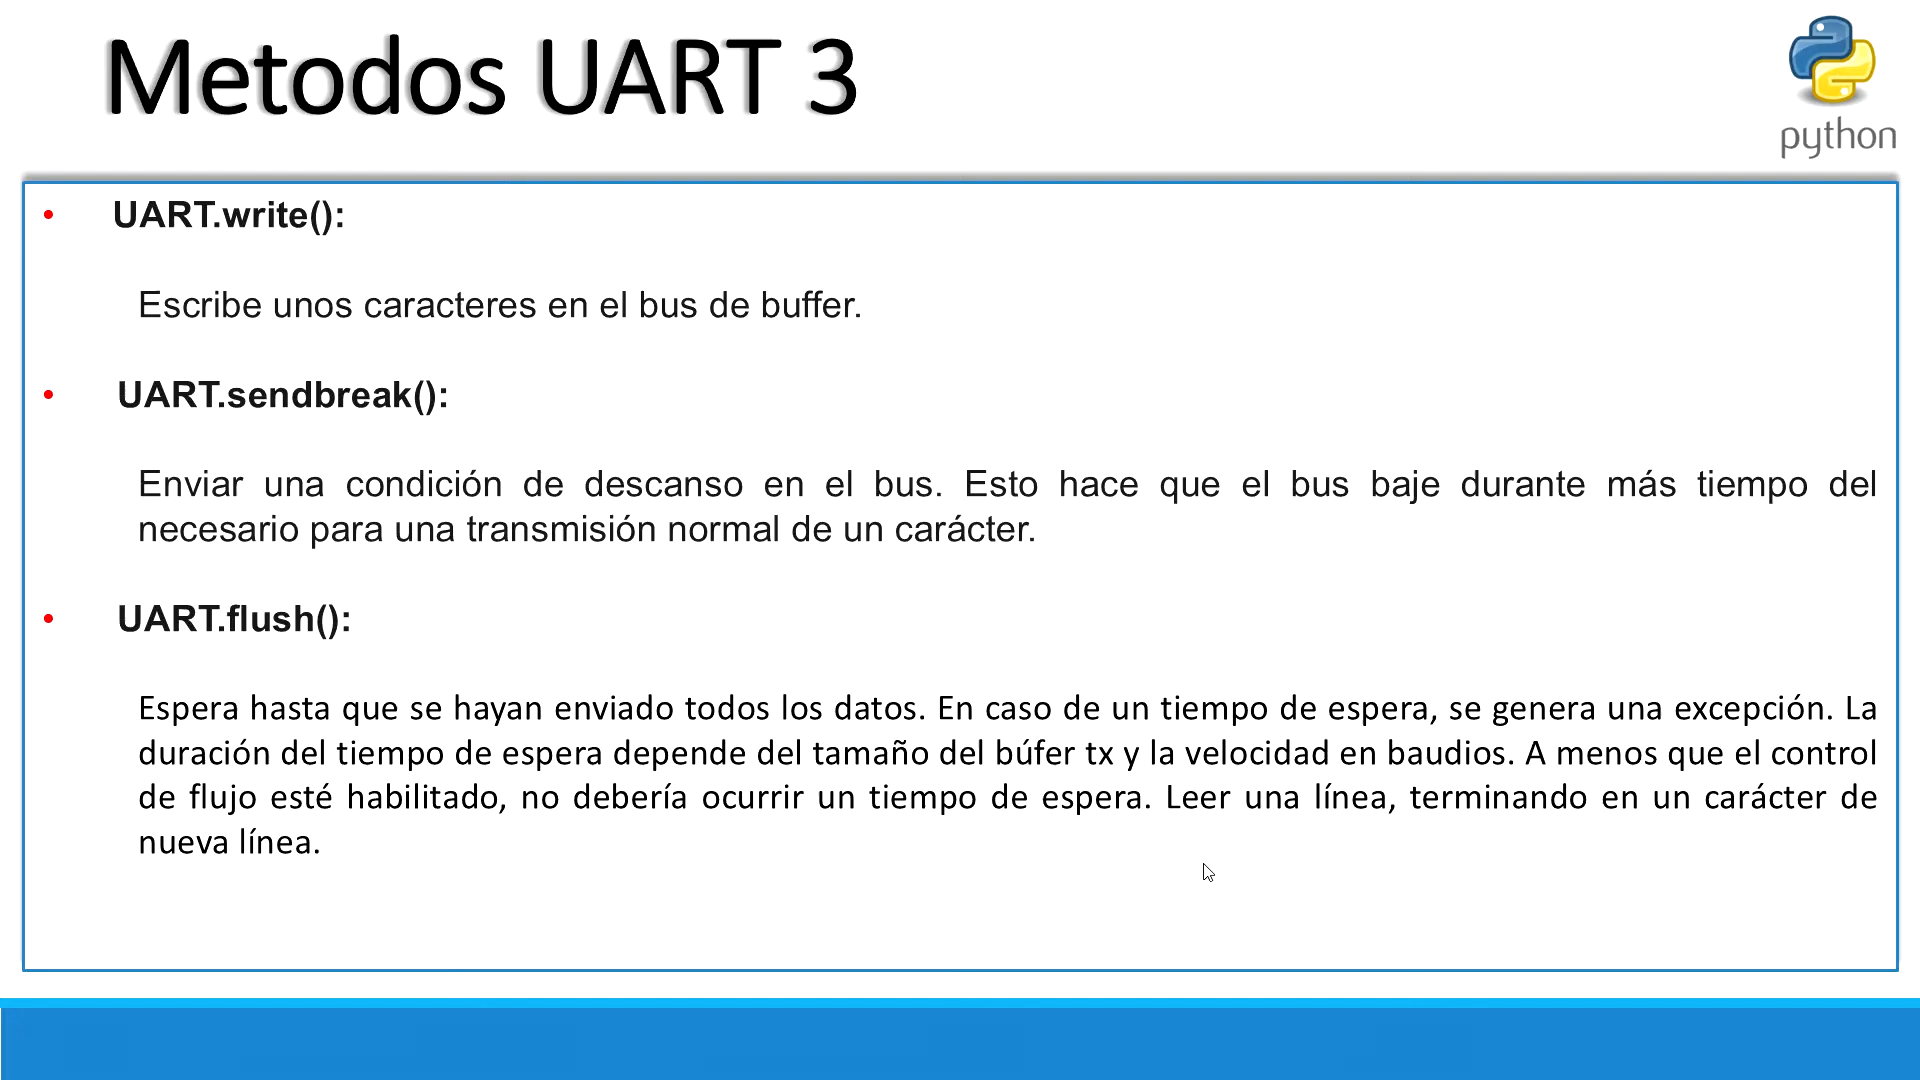 Metodos UART 3
python
• UART.write():
Escribe unos caracteres en el bus de buffer.
• UART.sendbreak():
Enviar una condición de descanso en el bus. Esto hace que el bus baje durante más tiempo del
necesario para una transmisión normal de un carácter.
• UART.flush():
Espera hasta que se hayan enviado todos los datos. En caso de un tiempo de espera, se genera una excepción. La
duración del tiempo de espera depende del tamaño del búfer tx y la velocidad en baudios. A menos que el control
de flujo esté habilitado, no debería ocurrir un tiempo de espera. Leer una línea, terminando en un carácter de
nueva línea.